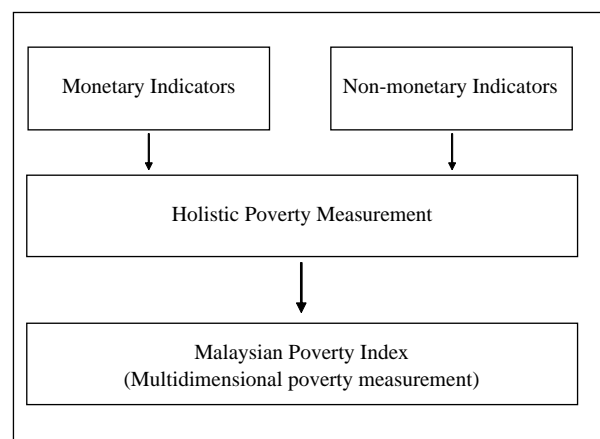 Monetary Indicators
Non-monetary Indicators
Holistic Poverty Measurement
Malaysian Poverty Index
(Multidimensional poverty measurement)